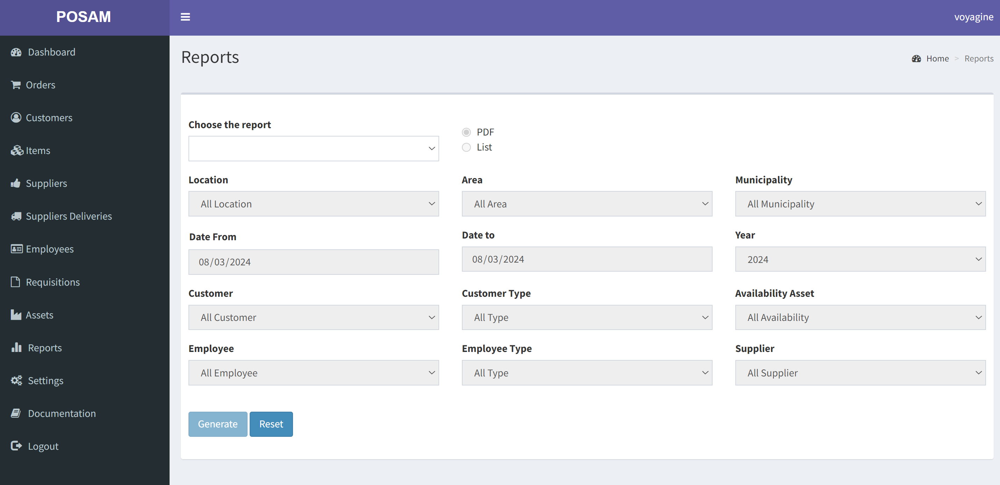 POSAM
voyagine
Dashboard
Orders
Customers
Items
Suppliers
Suppliers Deliveries
Employees
Requisitions
Assets
Reports
Settings
Documentation
Logout
Reports
Home > Reports
Choose the report
PDF
List
Location
All Location
Area
All Area
Municipality
All Municipality
Date From
08/03/2024
Date to
08/03/2024
Year
2024
Customer
All Customer
Customer Type
All Type
Availability Asset
All Availability
Employee
All Employee
Employee Type
All Type
Supplier
All Supplier
Generate
Reset